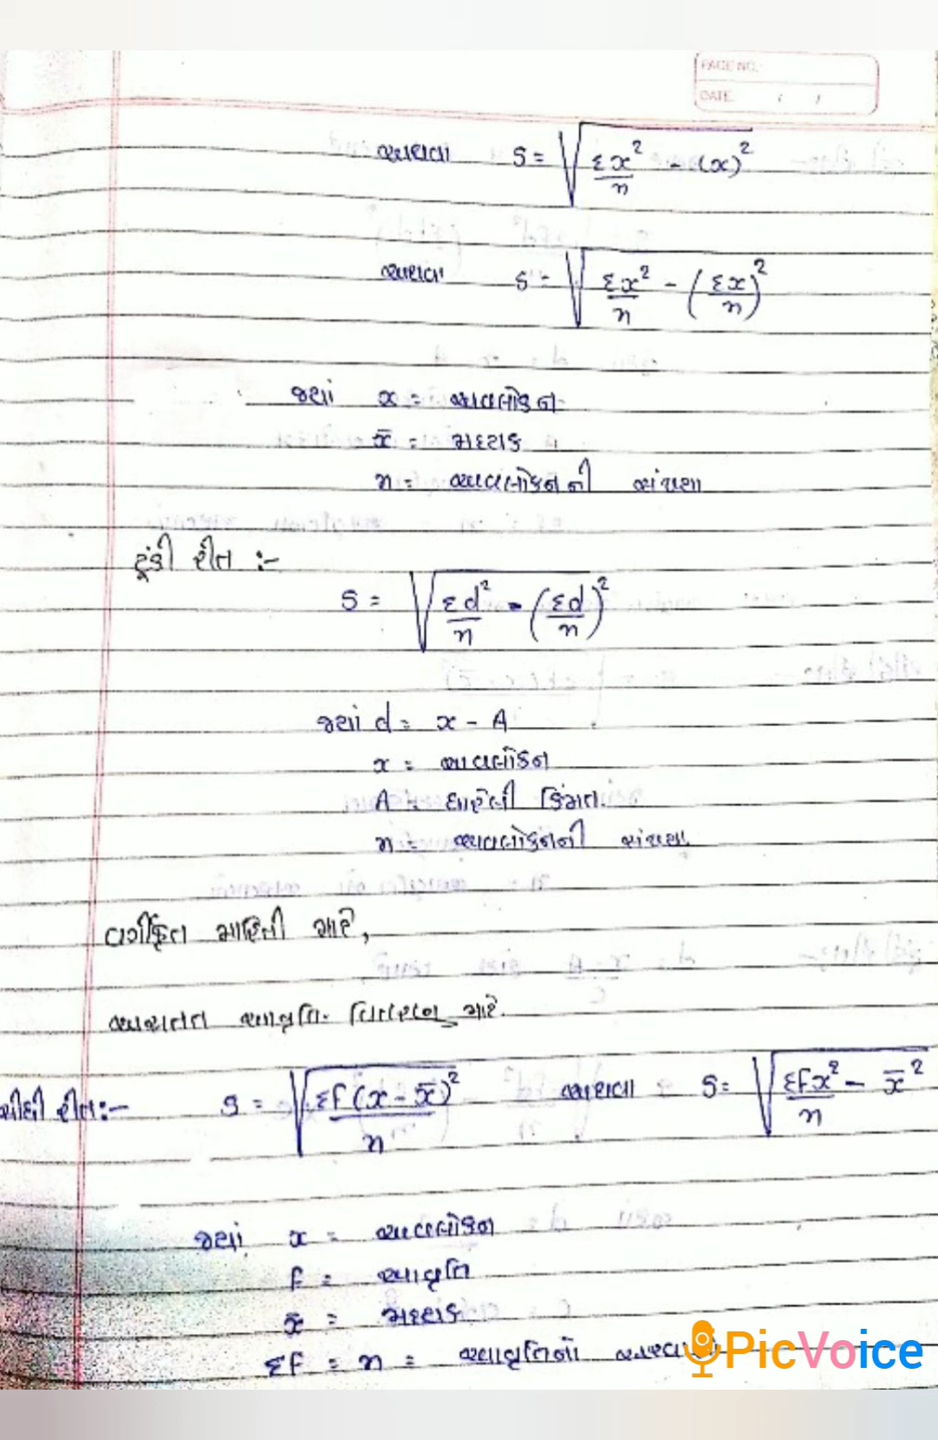 PAGE NO.:
DATE: / /
અથવા S = √(Σx²/n - (x)²)
અથવા S = √(Σx²/n - (Σx/n)²)
જ્યાં x = અવલોકન
x̄ = મધ્યક
n = અવલોકનની સંખ્યા
ટૂંકી રીત :-
S = √(Σd²/n - (Σd/n)²)
જ્યાં d = x - A
x = અવલોકન
A = ધારેલી કિંમત
n = અવલોકનની સંખ્યા
વર્ગીકૃત માહિતી માટે,
અસતત આવૃત્તિ વિતરણ માટે.
સીધી રીત:- S = √(Σf(x - x̄)²/n) અથવા S = √(Σfx²/n - x̄²)
જ્યાં x = અવલોકન
f = આવૃત્તિ
x̄ = મધ્યક
Σf = n = આવૃત્તિનો
PicVoice